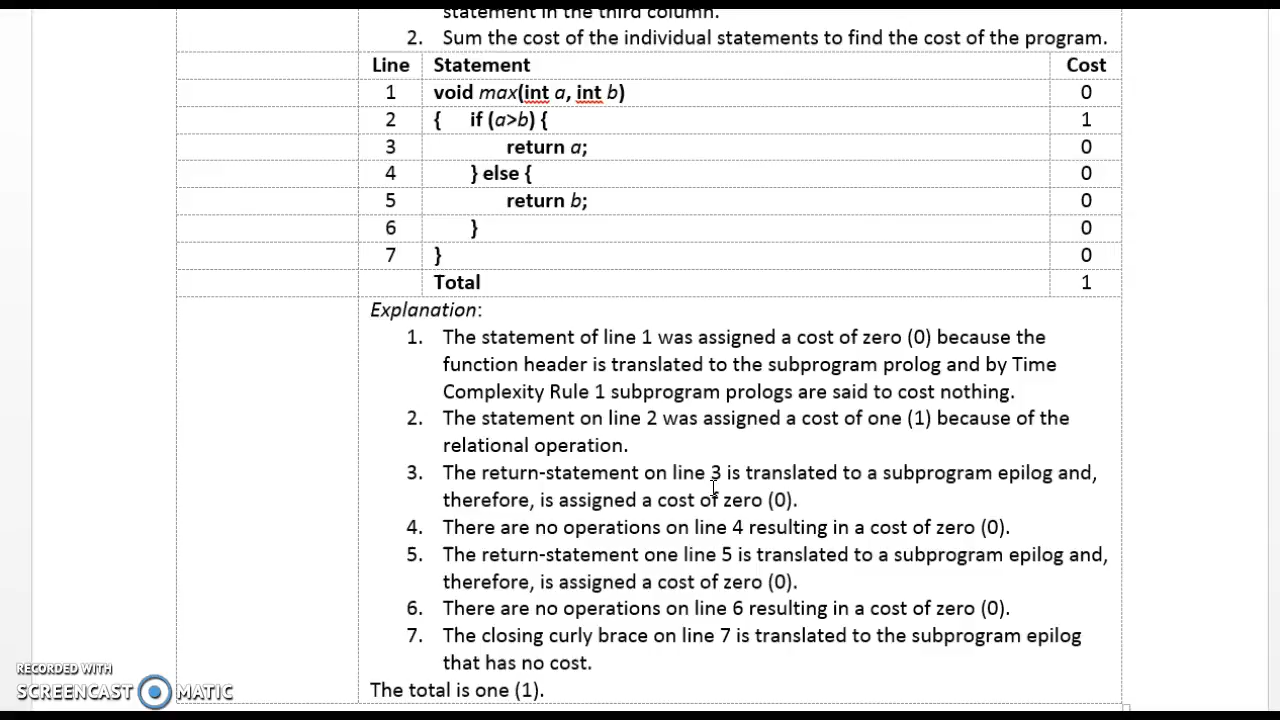 statement in the third column.
2. Sum the cost of the individual statements to find the cost of the program.
Line Statement Cost
1 void max(int a, int b) 0
2 { if (a>b) { 1
3 return a; 0
4 } else { 0
5 return b; 0
6 } 0
7 } 0
Total 1
Explanation:
1. The statement of line 1 was assigned a cost of zero (0) because the
function header is translated to the subprogram prolog and by Time
Complexity Rule 1 subprogram prologs are said to cost nothing.
2. The statement on line 2 was assigned a cost of one (1) because of the
relational operation.
3. The return-statement on line 3 is translated to a subprogram epilog and,
therefore, is assigned a cost of zero (0).
4. There are no operations on line 4 resulting in a cost of zero (0).
5. The return-statement one line 5 is translated to a subprogram epilog and,
therefore, is assigned a cost of zero (0).
6. There are no operations on line 6 resulting in a cost of zero (0).
7. The closing curly brace on line 7 is translated to the subprogram epilog
that has no cost.
The total is one (1).
RECORDED WITH
SCREENCAST MATIC